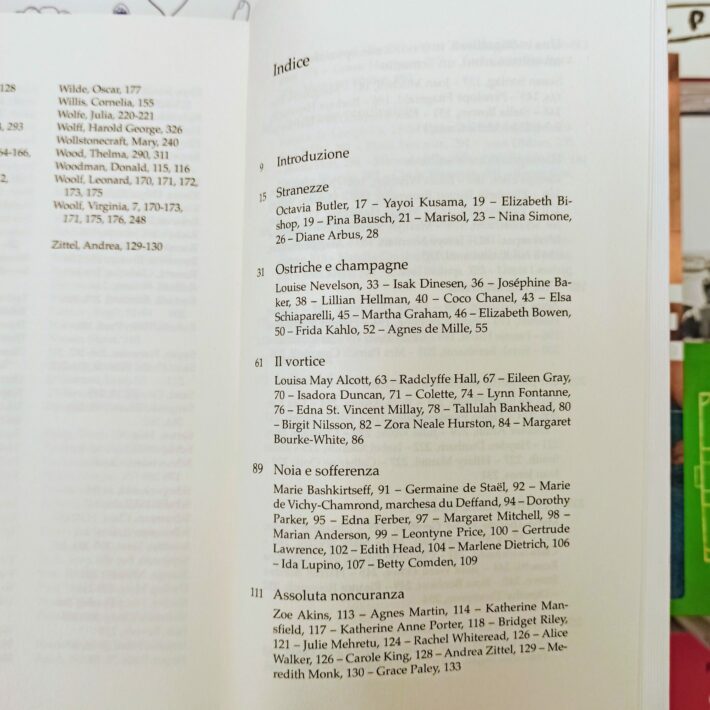 128
, 293
64-166,
2,
Wilde, Oscar, 177
Willis, Cornelia, 155
Wolfe, Julia, 220-221
Wolff, Harold George, 326
Wollstonecraft, Mary, 240
Wood, Thelma, 290, 311
Woodman, Donald, 115, 116
Woolf, Leonard, 170, 171, 172,
173, 175
Woolf, Virginia, 7, 170-173,
171, 175, 176, 248
Zittel, Andrea, 129-130
Indice
9 Introduzione
15 Stranezze
Octavia Butler, 17 – Yayoi Kusama, 19 – Elizabeth Bi-
shop, 19 – Pina Bausch, 21 – Marisol, 23 – Nina Simone,
26 – Diane Arbus, 28
31 Ostriche e champagne
Louise Nevelson, 33 – Isak Dinesen, 36 – Joséphine Ba-
ker, 38 – Lillian Hellman, 40 – Coco Chanel, 43 – Elsa
Schiaparelli, 45 – Martha Graham, 46 – Elizabeth Bowen,
50 – Frida Kahlo, 52 – Agnes de Mille, 55
61 Il vortice
Louisa May Alcott, 63 – Radclyffe Hall, 67 – Eileen Gray,
70 – Isadora Duncan, 71 – Colette, 74 – Lynn Fontanne,
76 – Edna St. Vincent Millay, 78 – Tallulah Bankhead, 80
– Birgit Nilsson, 82 – Zora Neale Hurston, 84 – Margaret
Bourke-White, 86
89 Noia e sofferenza
Marie Bashkirtseff, 91 – Germaine de Staël, 92 – Marie
de Vichy-Chamrond, marchesa du Deffand, 94 – Dorothy
Parker, 95 – Edna Ferber, 97 – Margaret Mitchell, 98 –
Marian Anderson, 99 – Leontyne Price, 100 – Gertrude
Lawrence, 102 – Edith Head, 104 – Marlene Dietrich, 106
– Ida Lupino, 107 – Betty Comden, 109
111 Assoluta noncuranza
Zoe Akins, 113 – Agnes Martin, 114 – Katherine Man-
sfield, 117 – Katherine Anne Porter, 118 – Bridget Riley,
121 – Julie Mehretu, 124 – Rachel Whiteread, 126 – Alice
Walker, 126 – Carole King, 128 – Andrea Zittel, 129 – Me-
redith Monk, 130 – Grace Paley, 133